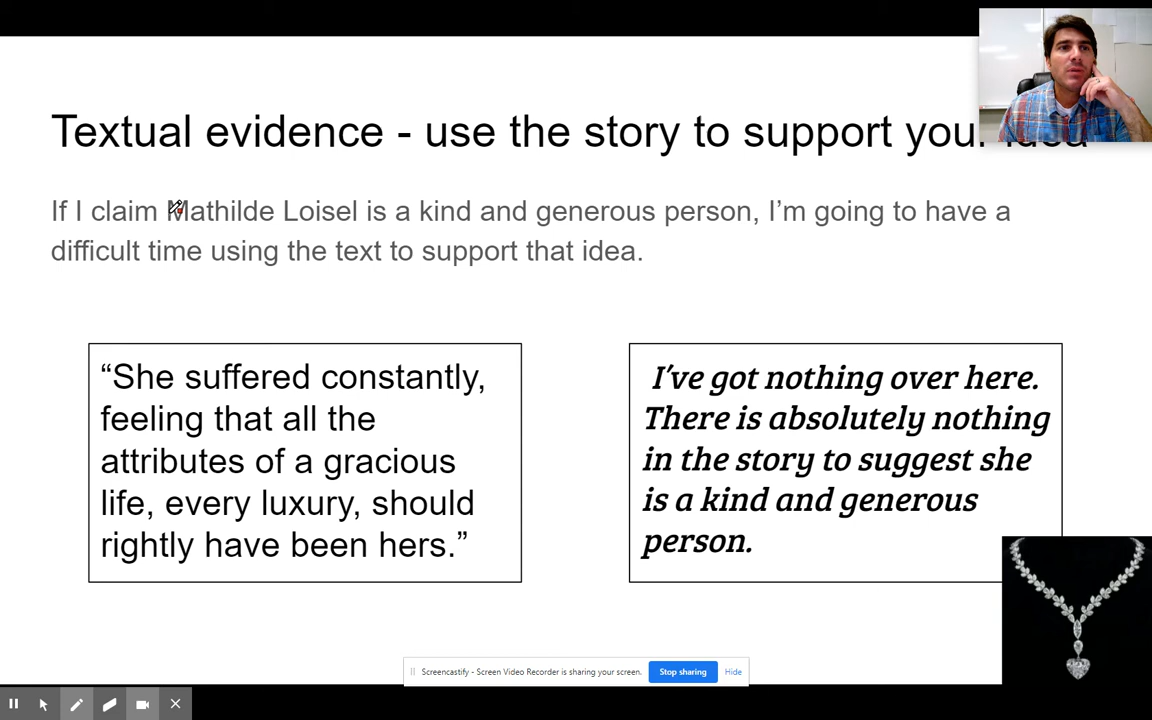 Textual evidence - use the story to support your idea
If I claim Mathilde Loisel is a kind and generous person, I’m going to have a
difficult time using the text to support that idea.
“She suffered constantly,
feeling that all the
attributes of a gracious
life, every luxury, should
rightly have been hers.”
I’ve got nothing over here.
There is absolutely nothing
in the story to suggest she
is a kind and generous
person.
Screencastify - Screen Video Recorder is sharing your screen.
Stop sharing
Hide